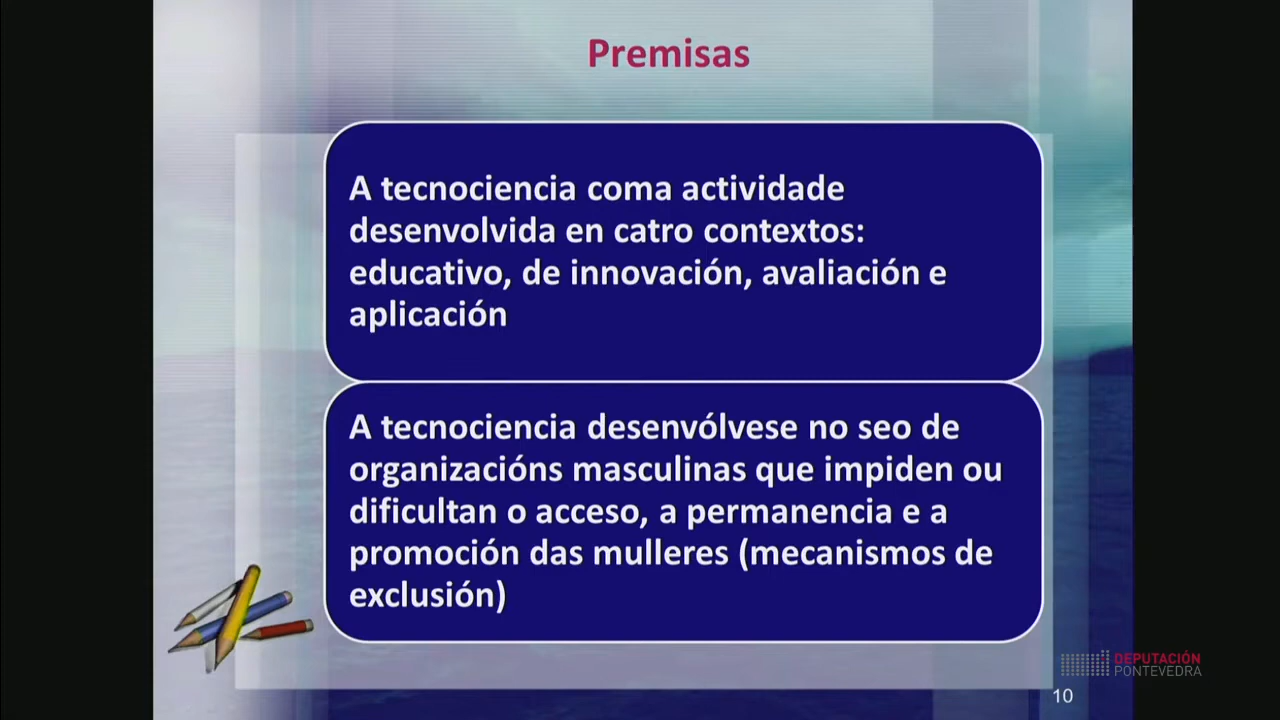 Premisas
A tecnociencia coma actividade
desenvolvida en catro contextos:
educativo, de innovación, avaliación e
aplicación
A tecnociencia desenvólvese no seo de
organizacións masculinas que impiden ou
dificultan o acceso, a permanencia e a
promoción das mulleres (mecanismos de
exclusión)
DEPUTACIÓN
PONTEVEDRA
10